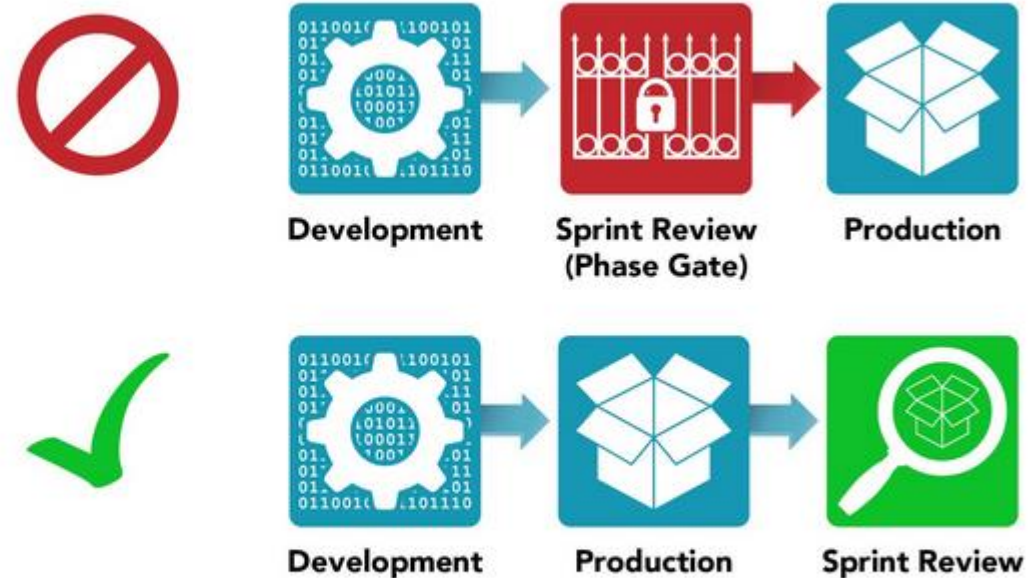 Development
Sprint Review
(Phase Gate)
Production
Development
Production
Sprint Review